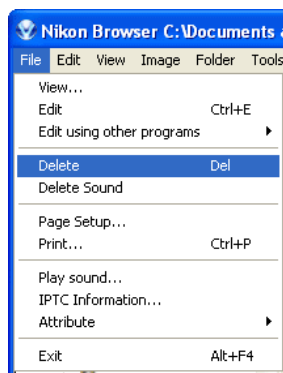 Nikon Browser C:\Documents
File Edit View Image Folder Tools
View...
Edit Ctrl+E
Edit using other programs
Delete Del
Delete Sound
Page Setup...
Print... Ctrl+P
Play sound...
IPTC Information...
Attribute
Exit Alt+F4